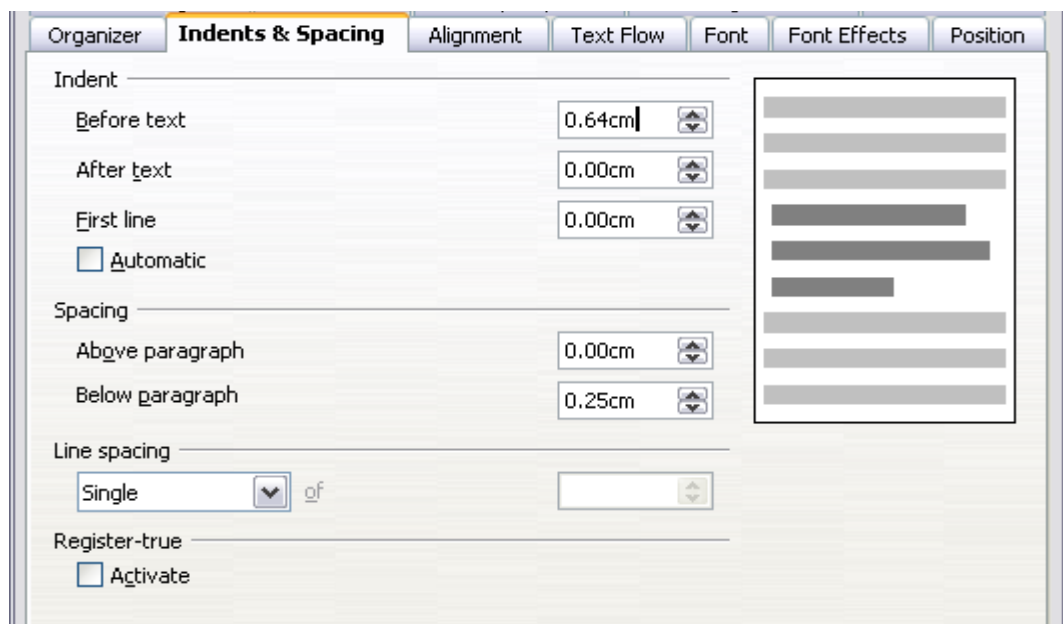 Organizer Indents & Spacing Alignment Text Flow Font Font Effects Position
Indent
Before text 0.64cm
After text 0.00cm
First line 0.00cm
Automatic
Spacing
Above paragraph 0.00cm
Below paragraph 0.25cm
Line spacing
Single of
Register-true
Activate